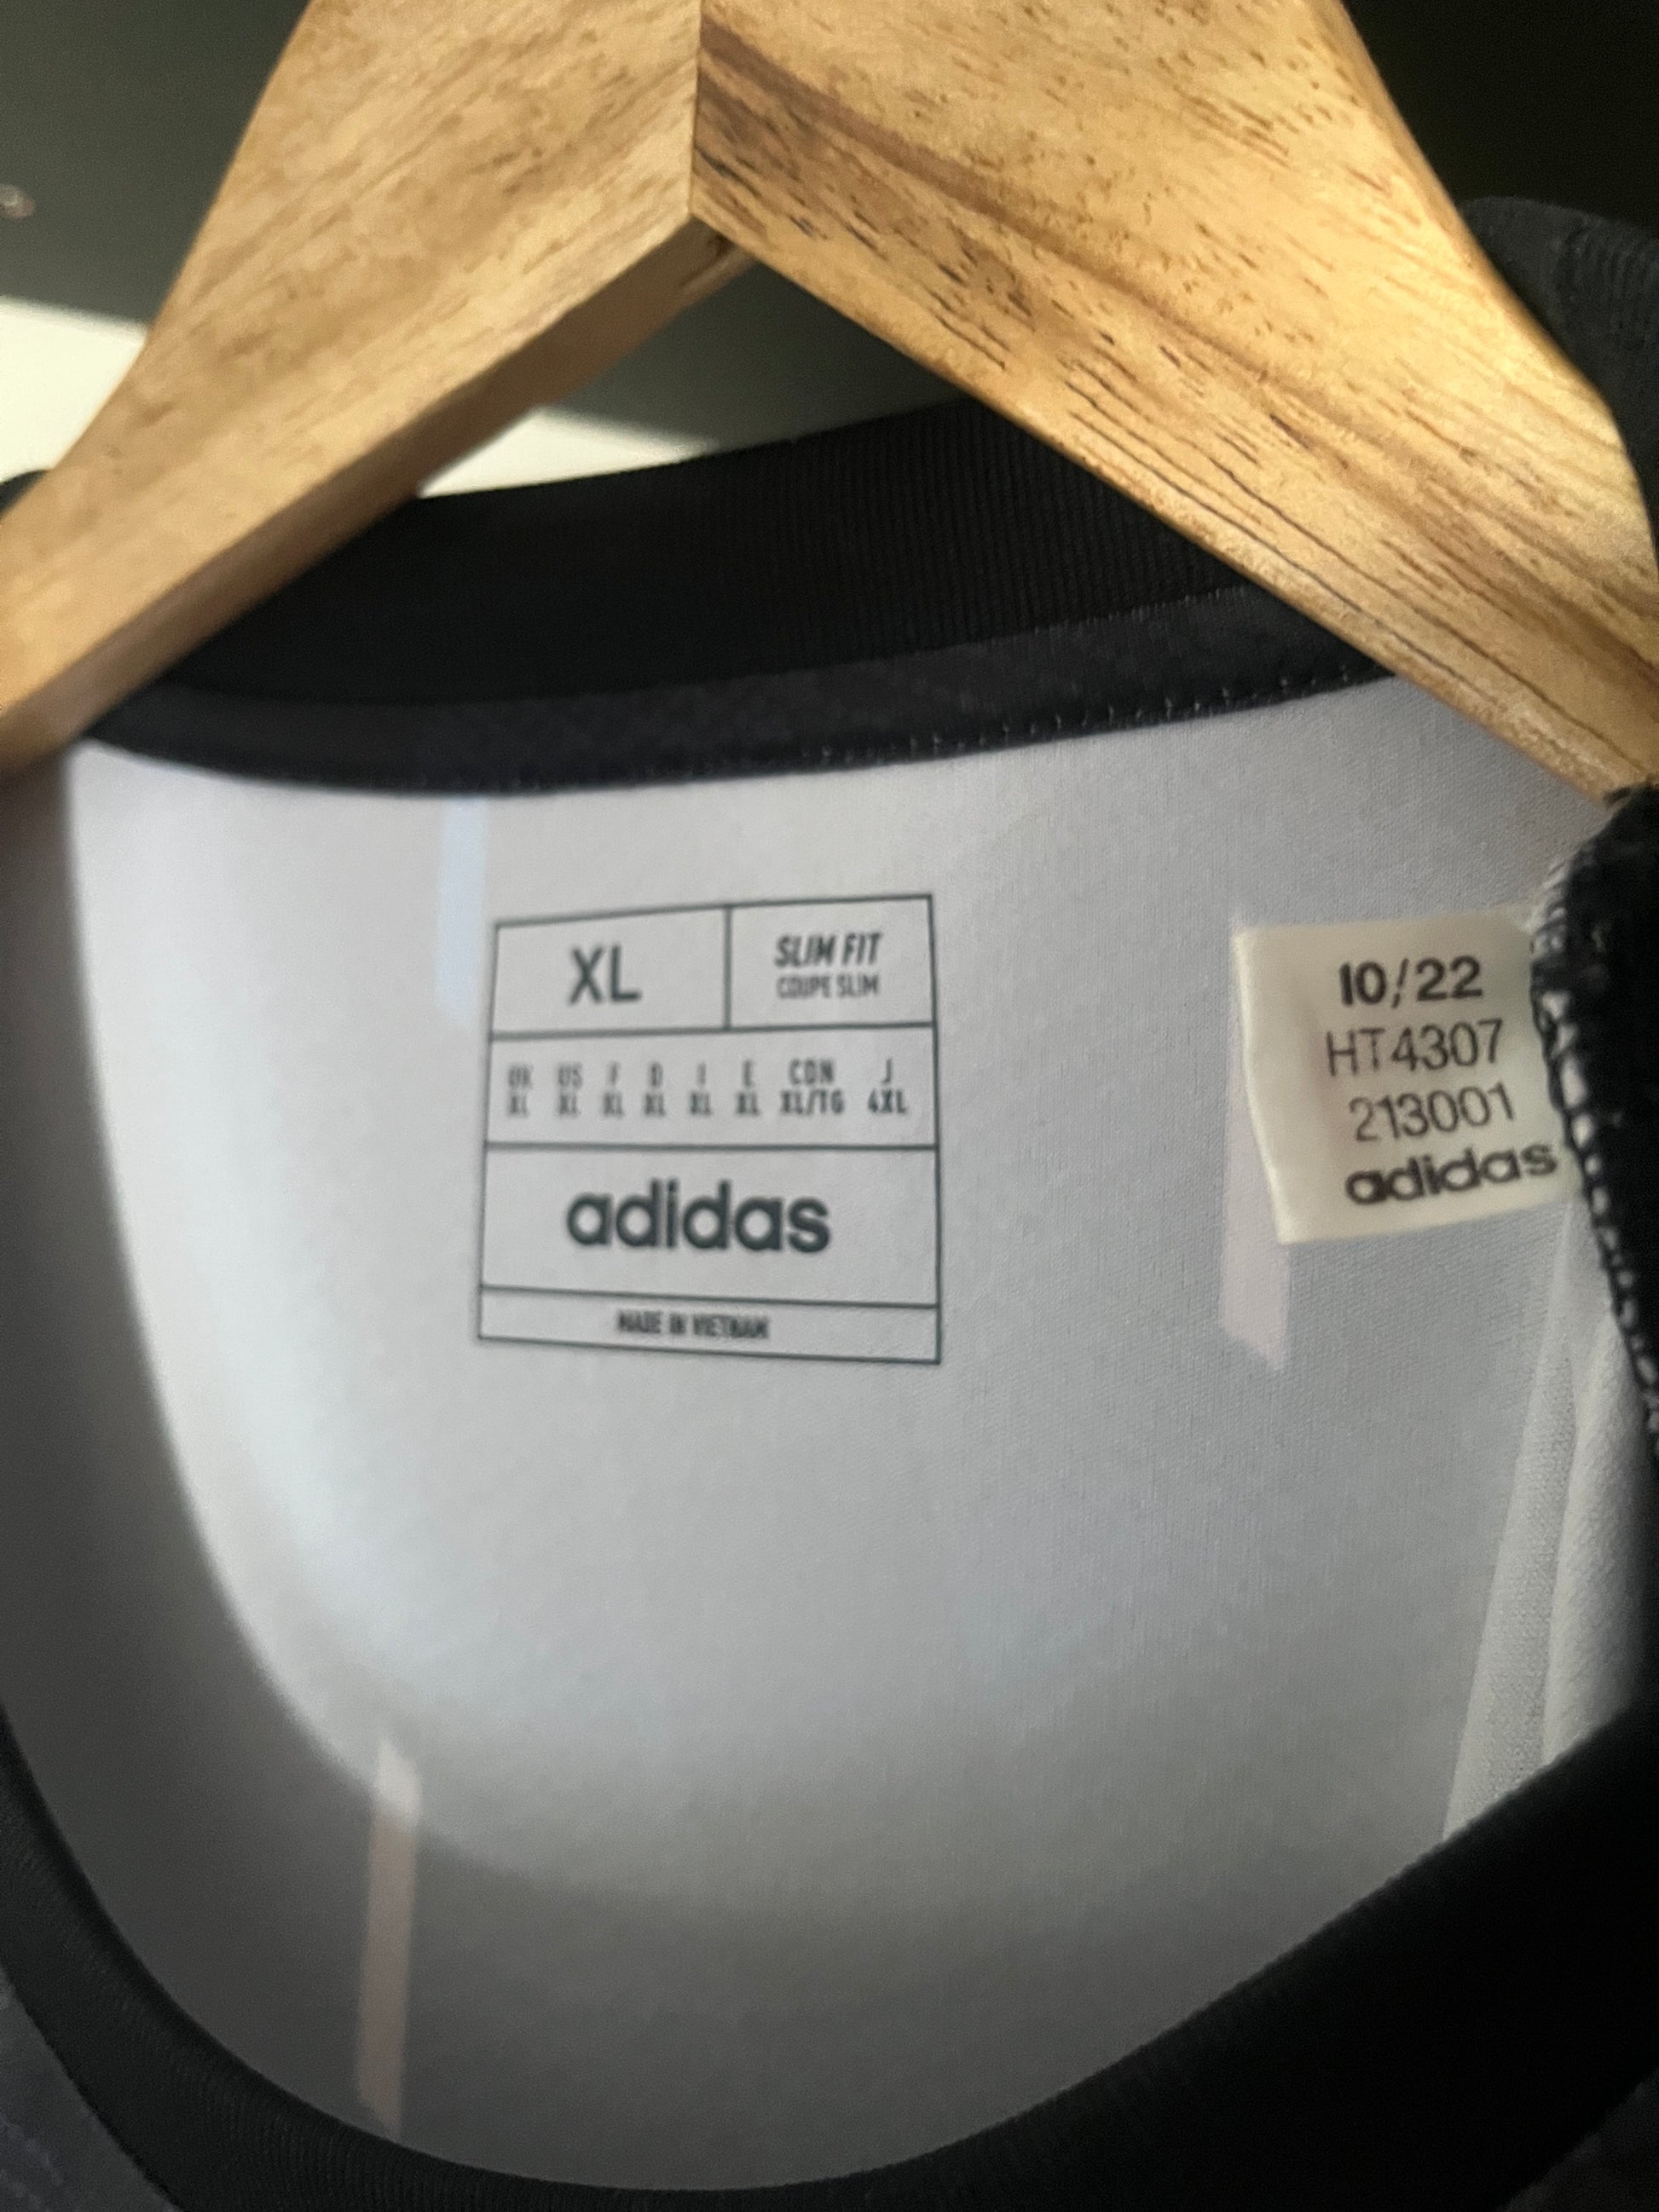 XL
SLIM FIT
COUPE SLIM
UK US F D I E CDN J
XL XL XL XL XL XL XL/TG 4XL
adidas
MADE IN VIETNAM
10/22
HT4307
213001
adidas